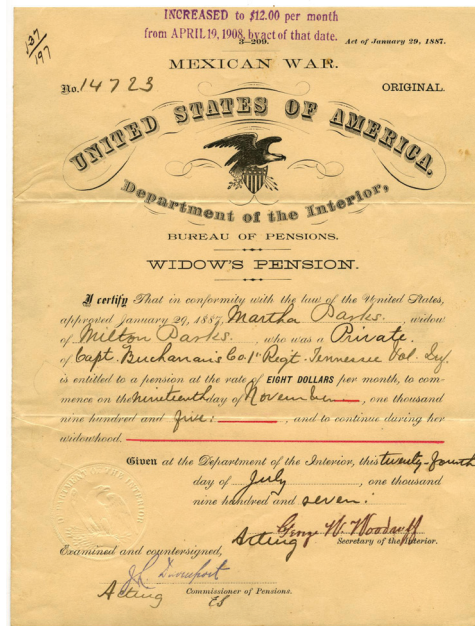 INCREASED to $12.00 per month
from APRIL 19, 1908, by act of that date.
137/197
3—209.
Act of January 29, 1887.
MEXICAN WAR.
No. 14723
ORIGINAL.
UNITED STATES OF AMERICA.
Department of the Interior,
BUREAU OF PENSIONS.
WIDOW'S PENSION.
I certify That in conformity with the law of the United States,
approved January 29, 1887, Martha Parks widow
of Milton Parks who was a Private
of Capt. Buchanan's Co. 1st Regt. Tennessee Vol. Inf.
is entitled to a pension at the rate of EIGHT DOLLARS per month, to com-
mence on the nineteenth day of November, one thousand
nine hundred and five:, and to continue during her
widowhood.
Given at the Department of the Interior, this twenty fourth
day of July, one thousand
nine hundred and seven:
George W. Woodruff
Acting Secretary of the Interior.
Examined and countersigned,
J L Davenport
Acting Commissioner of Pensions.